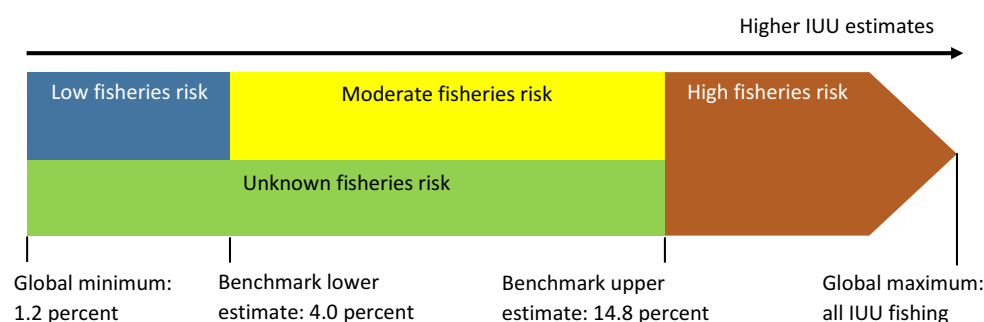 Higher IUU estimates
Low fisheries risk
Moderate fisheries risk
High fisheries risk
Unknown fisheries risk
Global minimum:
1.2 percent
Benchmark lower
estimate: 4.0 percent
Benchmark upper
estimate: 14.8 percent
Global maximum:
all IUU fishing